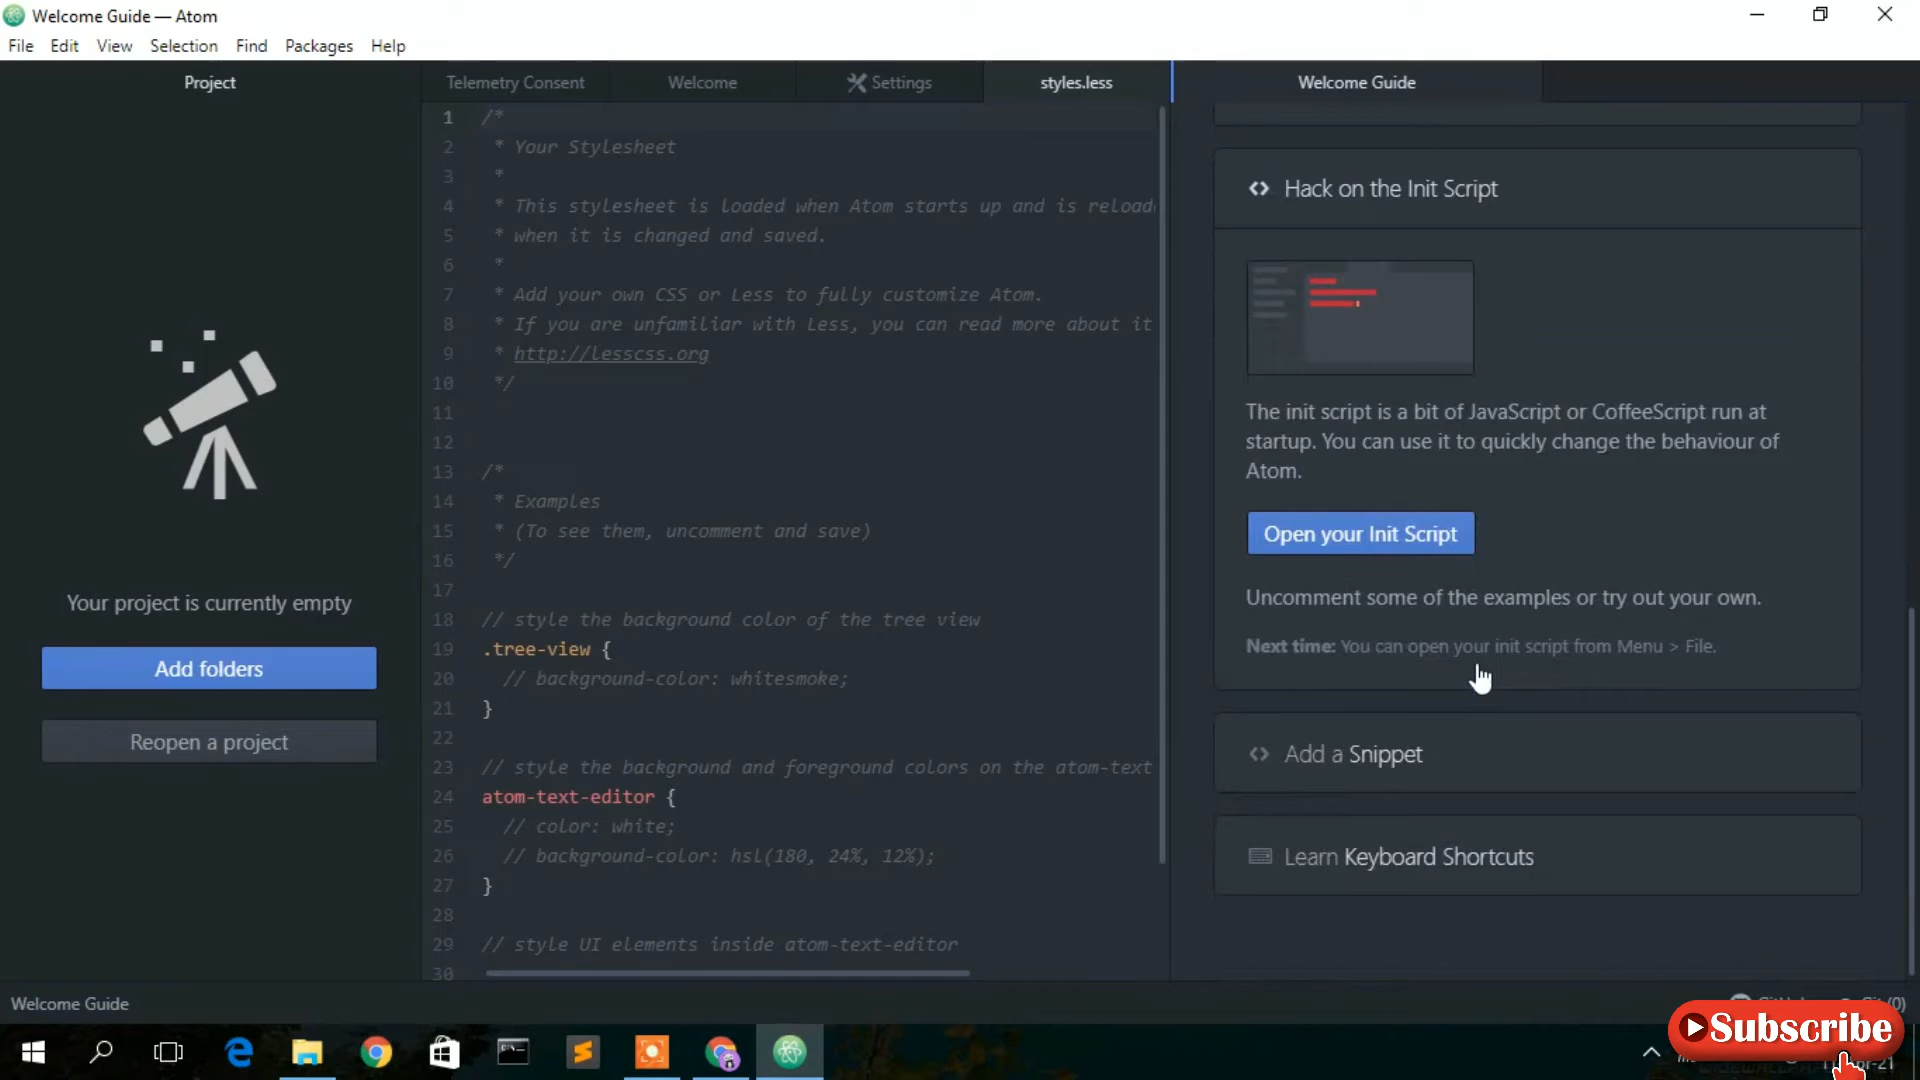 Welcome Guide — Atom
File Edit View Selection Find Packages Help
Project
Telemetry Consent
Welcome
Settings
styles.less
Welcome Guide
Your project is currently empty
Add folders
Reopen a project
1 /*
2 * Your Stylesheet
3 *
4 * This stylesheet is loaded when Atom starts up and is reload
5 * when it is changed and saved.
6 *
7 * Add your own CSS or Less to fully customize Atom.
8 * If you are unfamiliar with Less, you can read more about it
9 * http://lesscss.org
10 */
11
12
13 /*
14 * Examples
15 * (To see them, uncomment and save)
16 */
17
18 // style the background color of the tree view
19 .tree-view {
20 // background-color: whitesmoke;
21 }
22
23 // style the background and foreground colors on the atom-text
24 atom-text-editor {
25 // color: white;
26 // background-color: hsl(180, 24%, 12%);
27 }
28
29 // style UI elements inside atom-text-editor
30
Hack on the Init Script
The init script is a bit of JavaScript or CoffeeScript run at
startup. You can use it to quickly change the behaviour of
Atom.
Open your Init Script
Uncomment some of the examples or try out your own.
Next time: You can open your init script from Menu > File.
Add a Snippet
Learn Keyboard Shortcuts
Welcome Guide
Subscribe